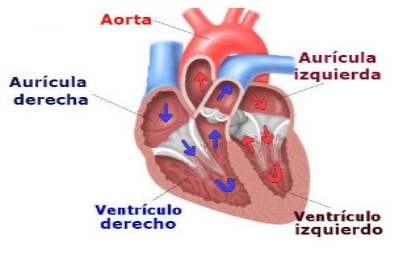 Aorta
Aurícula
izquierda
Aurícula
derecha
Ventrículo
derecho
Ventrículo
izquierdo